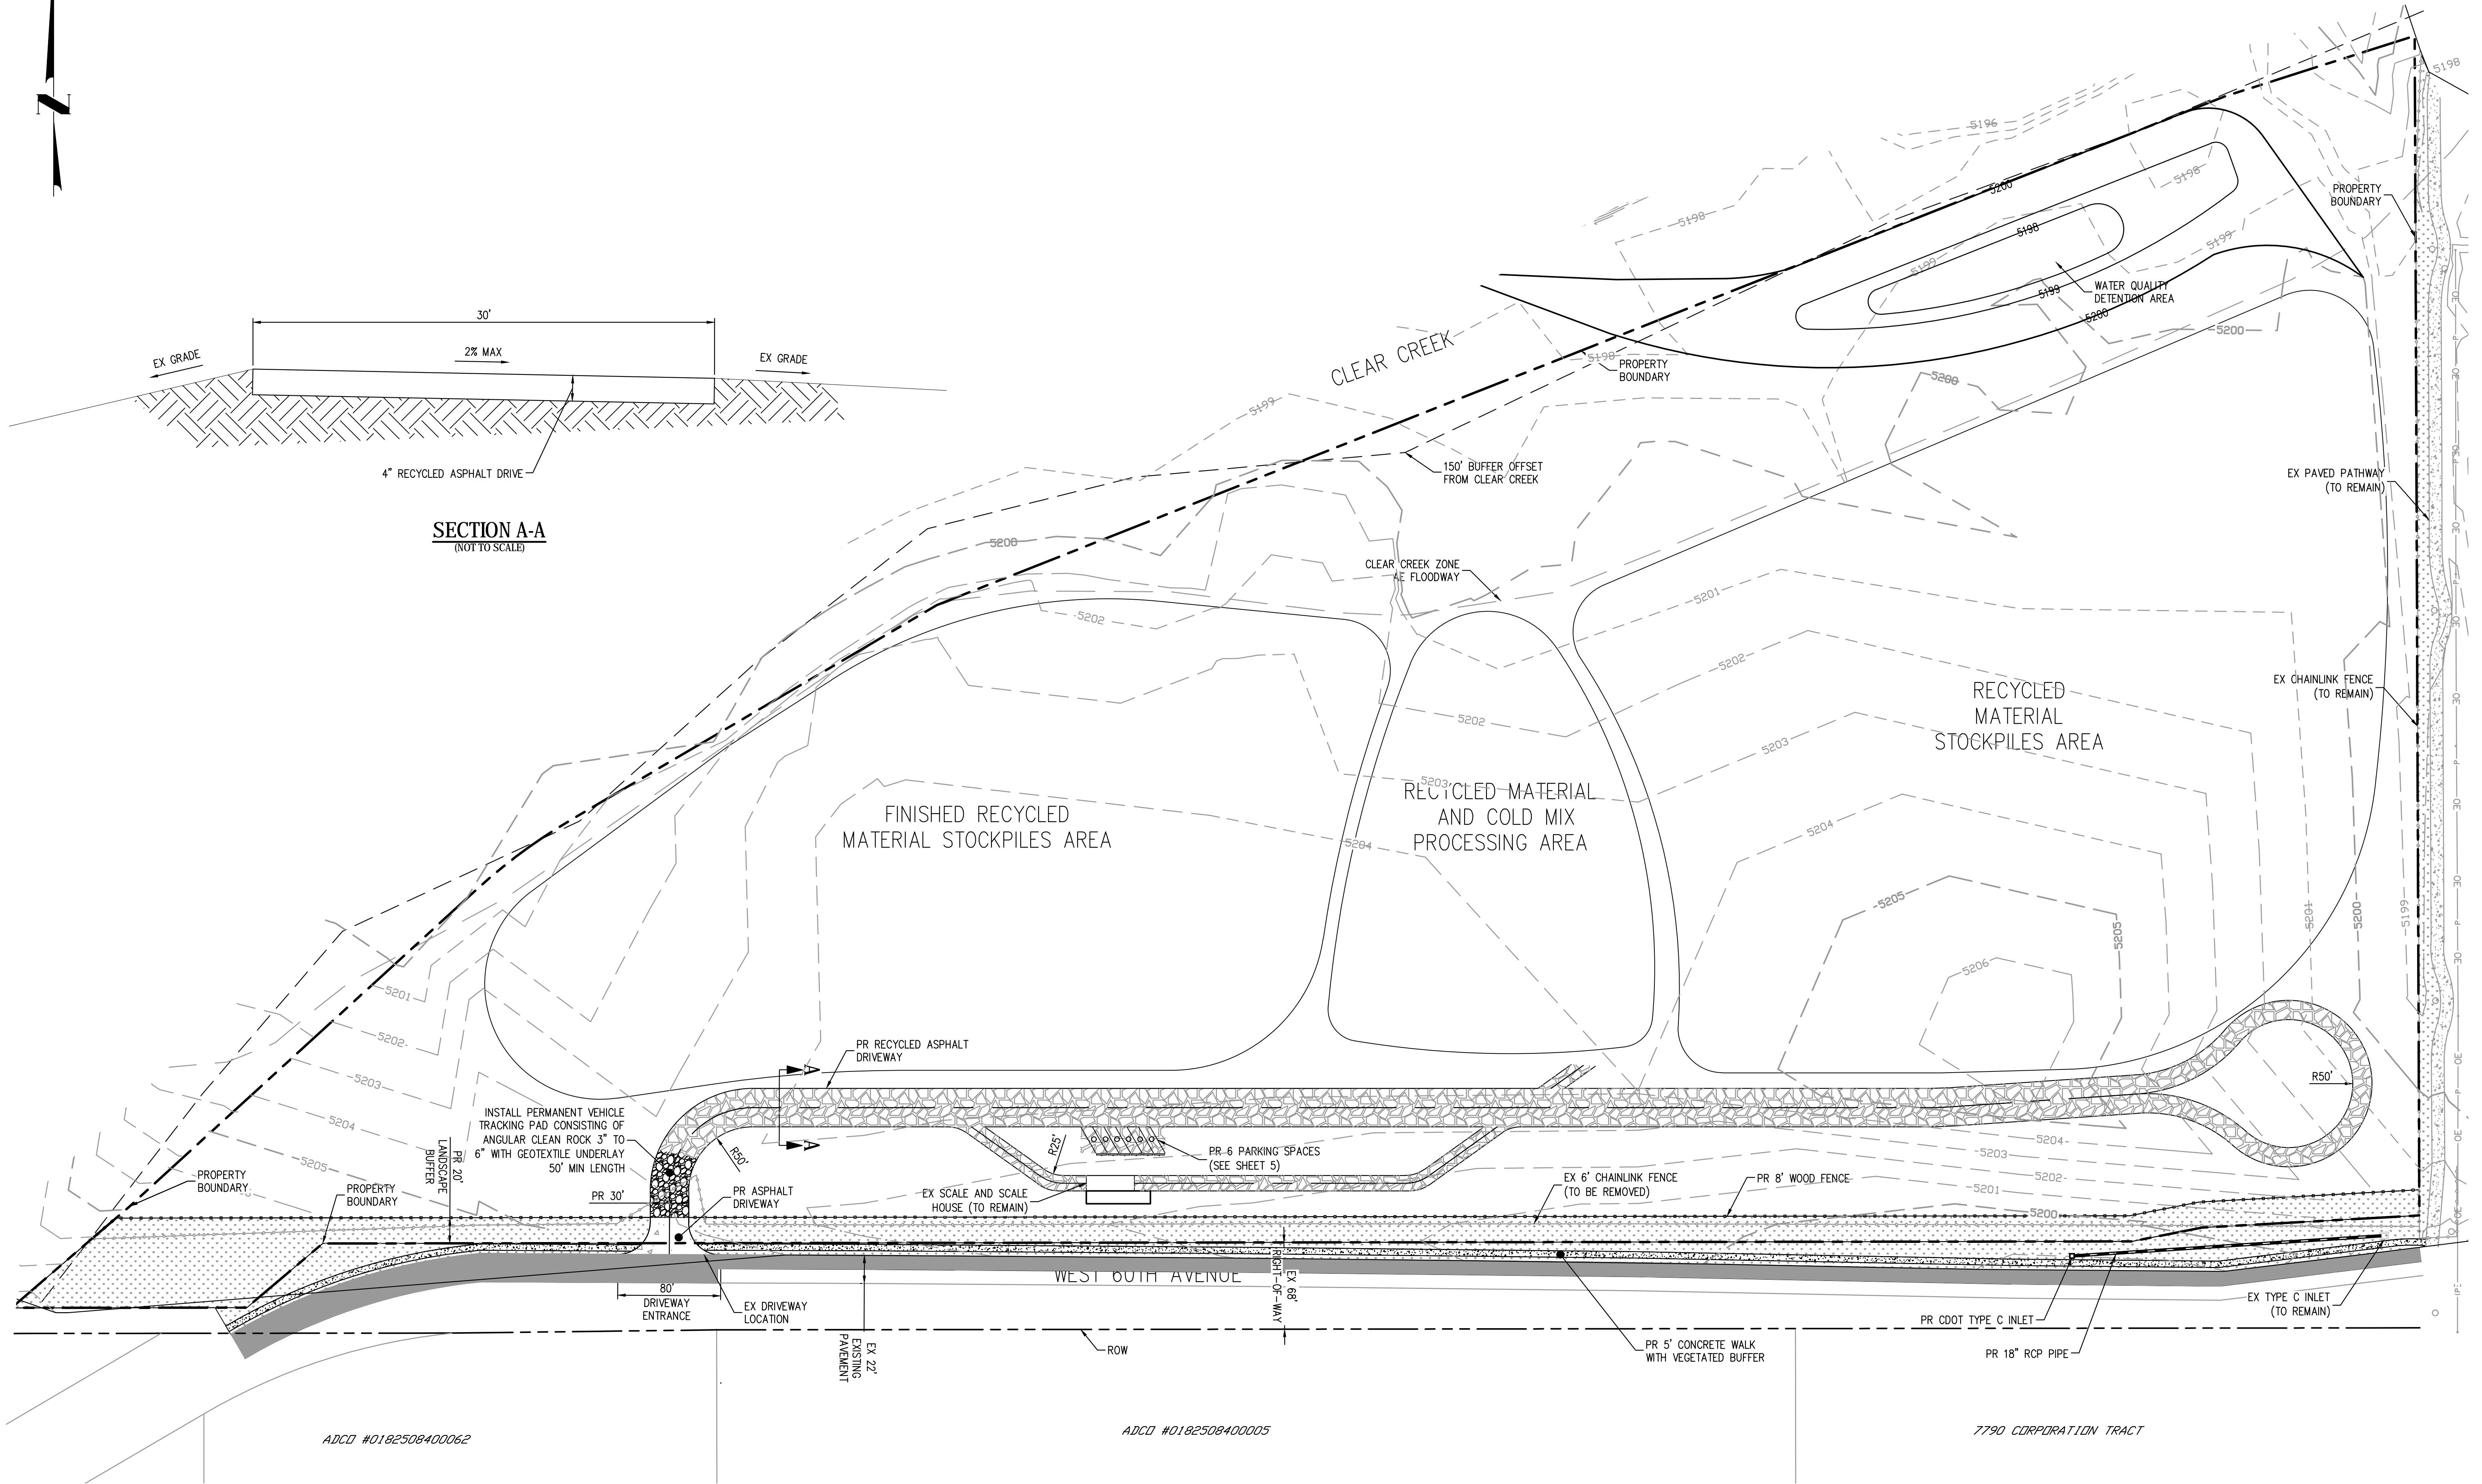 N
5198
5196
5198
5200
PROPERTY
BOUNDARY
5198
5198
5199
5199
WATER QUALITY
DETENTION AREA
5199
5200
5200
30'
EX GRADE
2% MAX
EX GRADE
4" RECYCLED ASPHALT DRIVE
SECTION A-A
(NOT TO SCALE)
CLEAR CREEK
5198
PROPERTY
BOUNDARY
5200
5199
150' BUFFER OFFSET
FROM CLEAR CREEK
EX PAVED PATHWAY
(TO REMAIN)
5200
CLEAR CREEK ZONE
AE FLOODWAY
5201
5202
5202
EX CHAINLINK FENCE
(TO REMAIN)
RECYCLED
MATERIAL
STOCKPILES AREA
5202
5203
5203
RECYCLED MATERIAL
AND COLD MIX
PROCESSING AREA
FINISHED RECYCLED
MATERIAL STOCKPILES AREA
5204
5204
5205
5205
5201
5200
5199
5206
5201
5202
5203
5204
5205
PR RECYCLED ASPHALT
DRIVEWAY
A
A
R50'
INSTALL PERMANENT VEHICLE
TRACKING PAD CONSISTING OF
ANGULAR CLEAN ROCK 3" TO
6" WITH GEOTEXTILE UNDERLAY
50' MIN LENGTH
R50'
R25'
PR 6 PARKING SPACES
(SEE SHEET 5)
5204
5203
5202
5201
5200
PR 20'
LANDSCAPE
BUFFER
PROPERTY
BOUNDARY
PROPERTY
BOUNDARY
PR 30'
PR ASPHALT
DRIVEWAY
EX SCALE AND SCALE
HOUSE (TO REMAIN)
EX 6' CHAINLINK FENCE
(TO BE REMOVED)
PR 8' WOOD FENCE
WEST 60TH AVENUE
EX 68'
RIGHT-OF-WAY
80'
DRIVEWAY
ENTRANCE
EX DRIVEWAY
LOCATION
EX 22'
EXISTING
PAVEMENT
ROW
PR 5' CONCRETE WALK
WITH VEGETATED BUFFER
PR CDOT TYPE C INLET
PR 18" RCP PIPE
EX TYPE C INLET
(TO REMAIN)
ADCO #0182508400062
ADCO #0182508400005
7790 CORPORATION TRACT